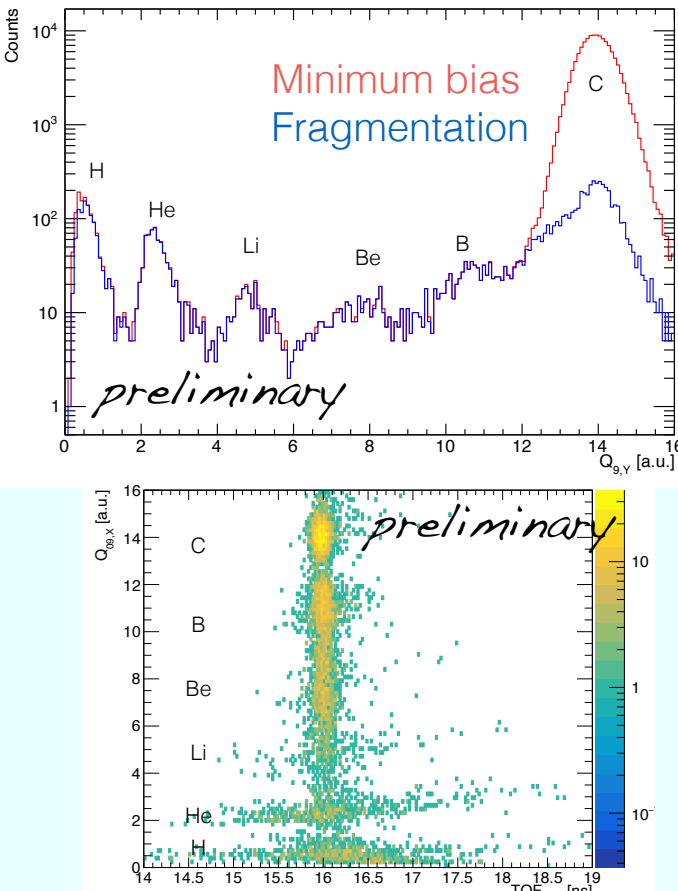 Counts
10⁴
10³
10²
10
1
Minimum bias
Fragmentation
C
H
He
Li
Be
B
preliminary
0 2 4 6 8 10 12 14 16
Q9,Y [a.u.]
Q09,X [a.u.]
16
14
12
10
8
6
4
2
0
preliminary
C
B
Be
Li
He
H
10
1
14 14.5 15 15.5 16 16.5 17 17.5 18 18.5 19
[ns]